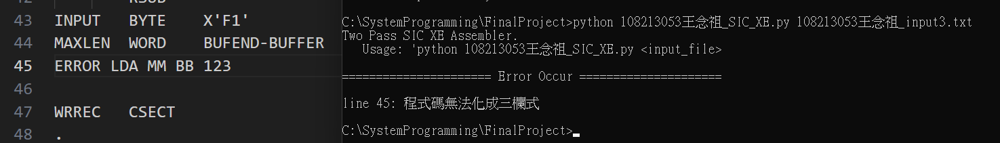 42 RSUB
43 INPUT BYTE X'F1'
44 MAXLEN WORD BUFEND-BUFFER
45 ERROR LDA MM BB 123
46
47 WRREC CSECT
48 .
C:\SystemProgramming\FinalProject>python 108213053王念祖_SIC_XE.py 108213053王念祖_input3.txt
Two Pass SIC XE Assembler.
Usage: 'python 108213053王念祖_SIC_XE.py <input_file>
====================== Error Occur =====================
line 45: 程式碼無法化成三欄式
C:\SystemProgramming\FinalProject>